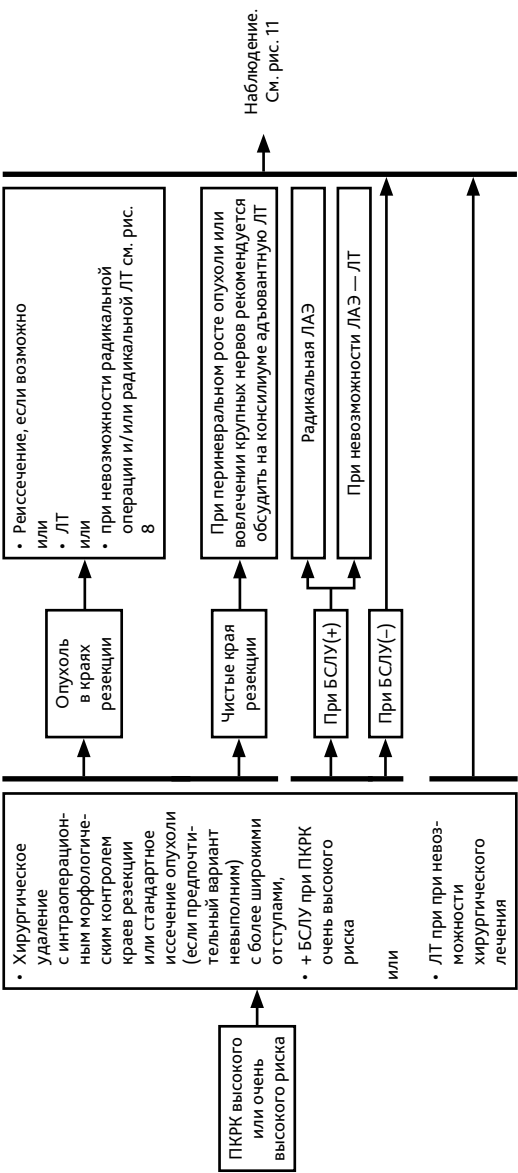 ПКРК высокого
или очень
высокого риска
• Хирургическое
удаление
с интраоперацион-
ным морфологиче-
ским контролем
краев резекции
или стандартное
иссечение опухоли
(если предпочти-
тельный вариант
невыполним)
с более широкими
отступами,
• + БСЛУ при ПКРК
очень высокого
риска
или
• ЛТ при при невоз-
можности
хирургического
лечения
Опухоль
в краях
резекции
• Реиссечение, если возможно
или
• ЛТ
или
• при невозможности радикальной
операции и/или радикальной ЛТ см. рис.
8
Чистые края
резекции
При периневральном росте опухоли или
вовлечении крупных нервов рекомендуется
обсудить на консилиуме адъювантную ЛТ
При БСЛУ(+)
Радикальная ЛАЭ
При невозможности ЛАЭ — ЛТ
При БСЛУ(–)
Наблюдение.
См. рис. 11